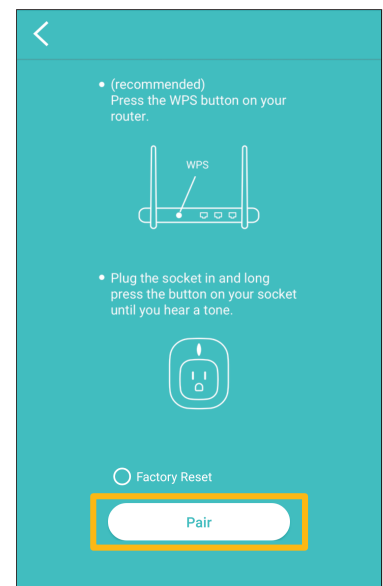 (recommended)
Press the WPS button on your
router.
WPS
Plug the socket in and long
press the button on your socket
until you hear a tone.
Factory Reset
Pair